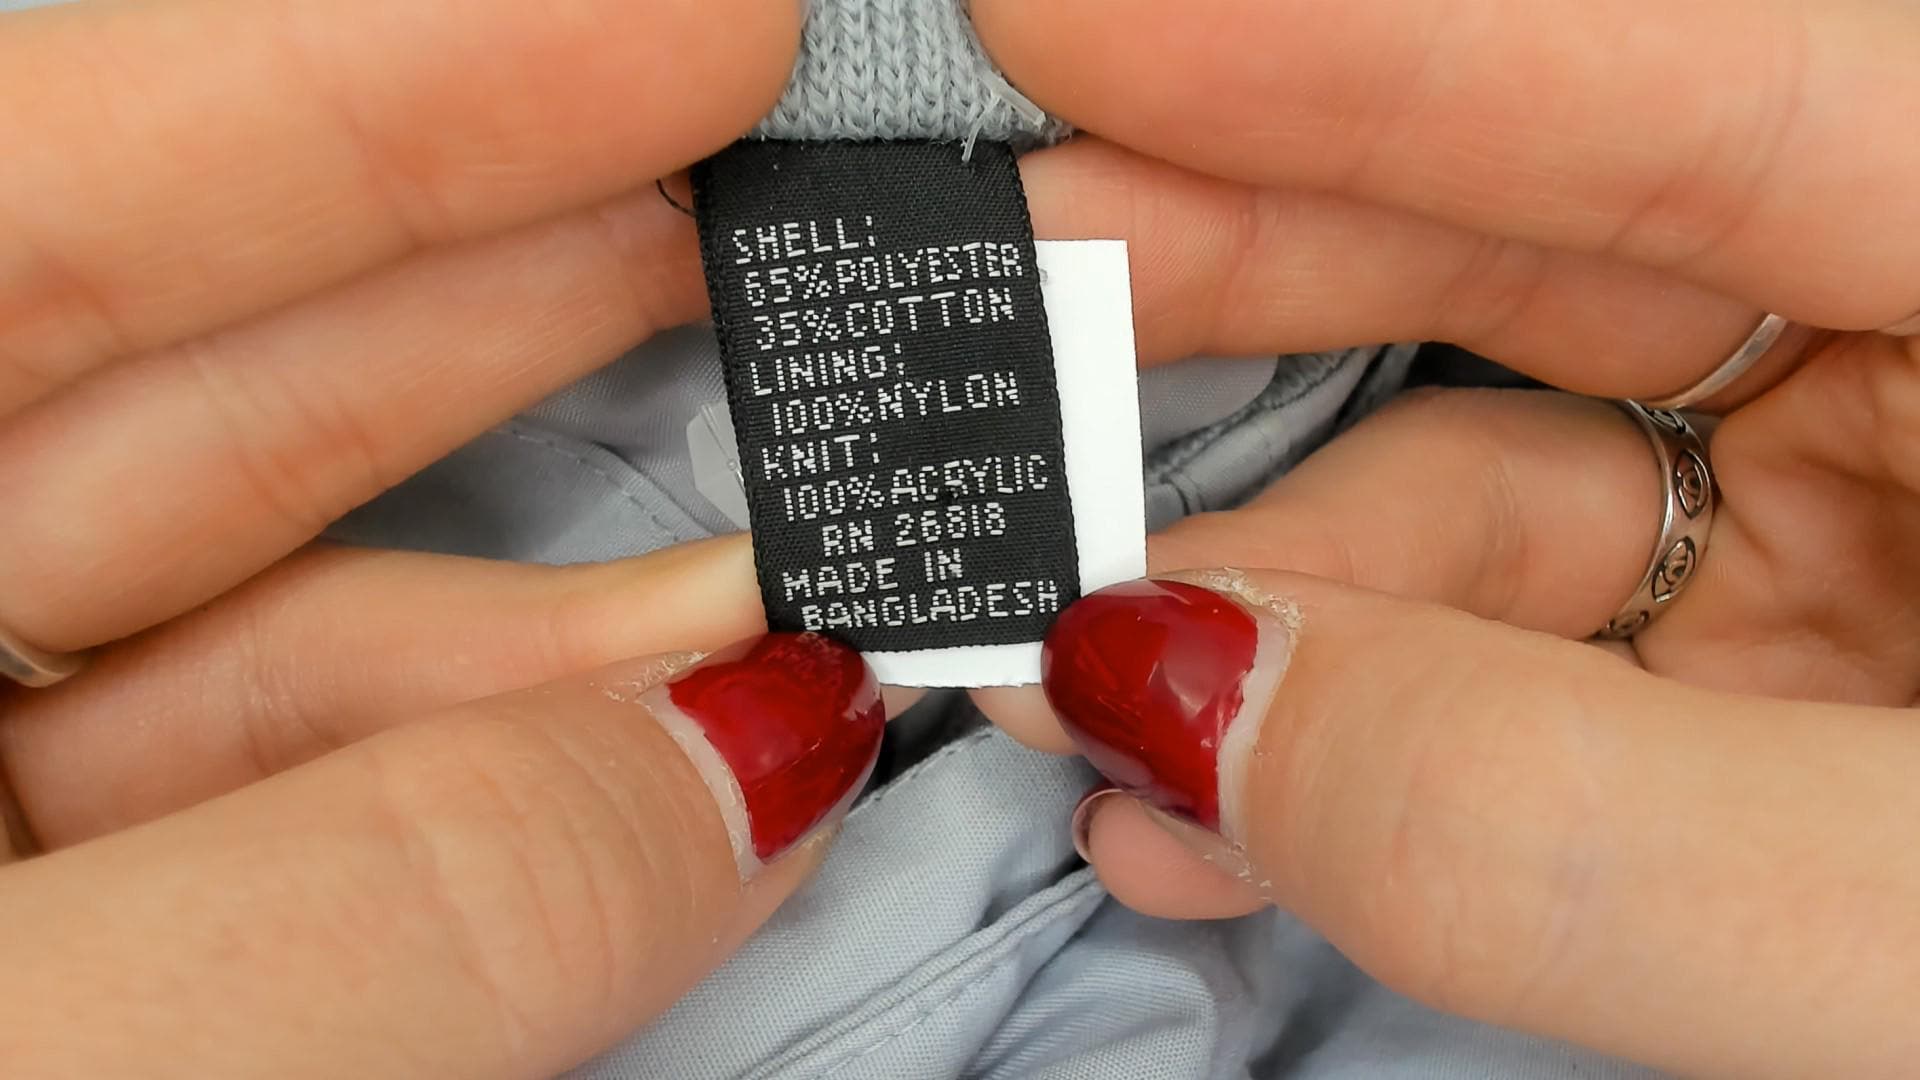 SHELL:
65%POLYESTER
35%COTTON
LINING:
100%NYLON
KNIT:
100%ACRYLIC
RN 26818
MADE IN
BANGLADESH